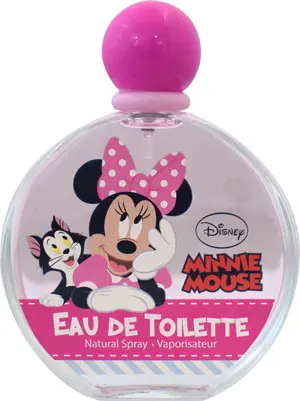 Disney
MINNIE
MOUSE
EAU DE TOILETTE
Natural Spray • Vaporisateur